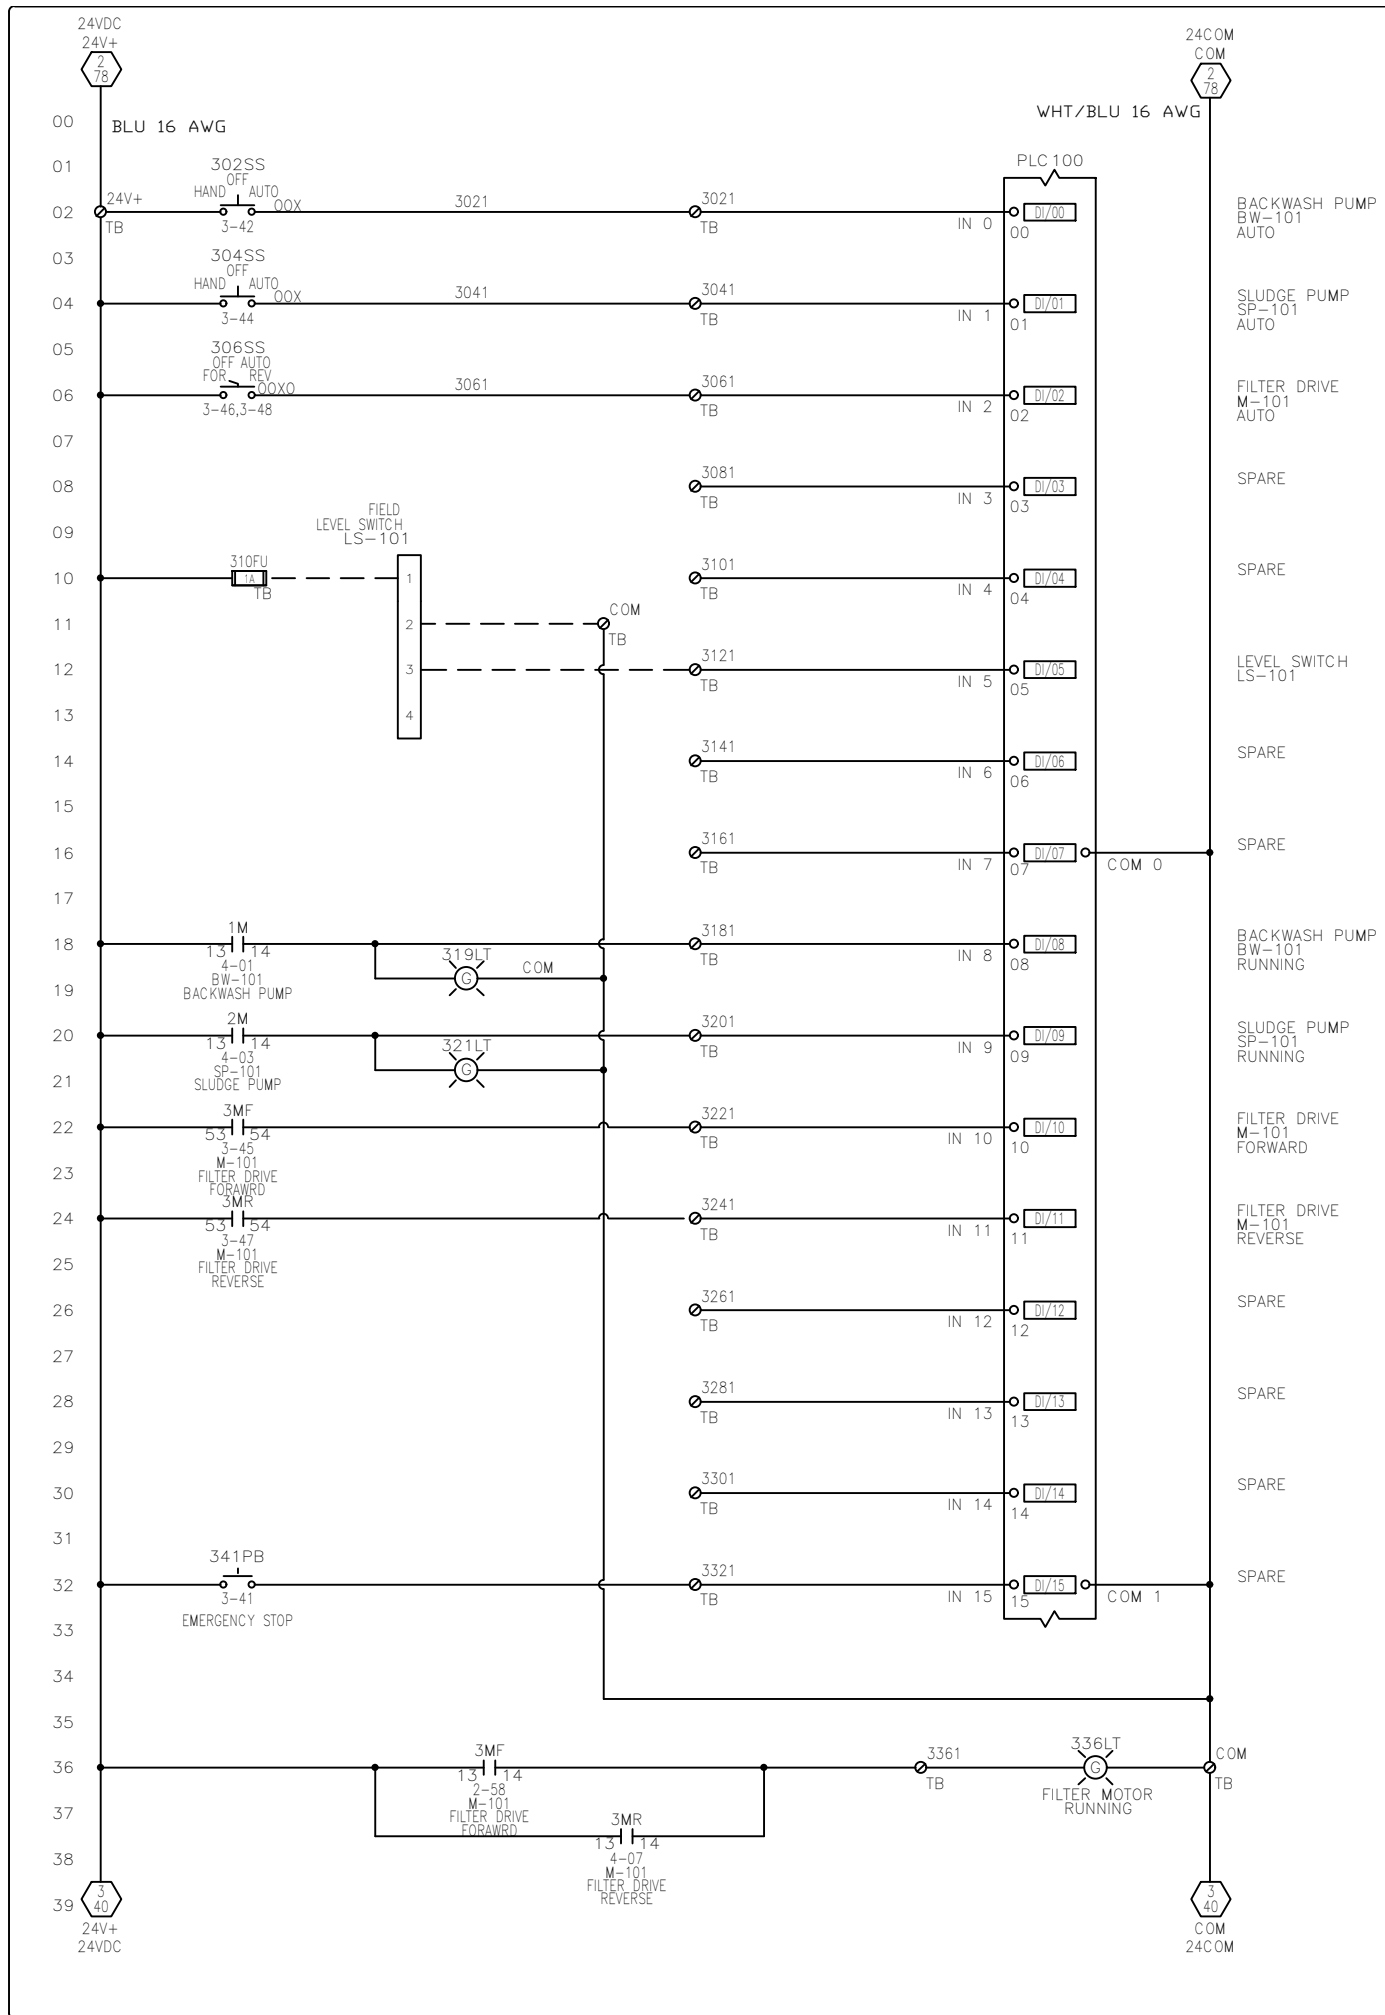 24VDC
24V+
2
78
24COM
COM
2
78
00
BLU 16 AWG
WHT/BLU 16 AWG
01
302SS
OFF
HAND AUTO
OOX
PLC100
02
24V+
TB
3-42
3021
3021
TB
IN 0
00
DI/00
BACKWASH PUMP
BW-101
AUTO
03
304SS
OFF
HAND AUTO
OOX
04
3-44
3041
3041
TB
IN 1
01
DI/01
SLUDGE PUMP
SP-101
AUTO
05
306SS
OFF AUTO
FOR REV
OOXO
06
3-46,3-48
3061
3061
TB
IN 2
02
DI/02
FILTER DRIVE
M-101
AUTO
07
08
3081
TB
IN 3
03
DI/03
SPARE
09
FIELD
LEVEL SWITCH
LS-101
10
310FU
1A
TB
1
3101
TB
IN 4
04
DI/04
SPARE
11
2
COM
TB
12
3
3121
TB
IN 5
05
DI/05
LEVEL SWITCH
LS-101
13
4
14
3141
TB
IN 6
06
DI/06
SPARE
15
16
3161
TB
IN 7
07
DI/07
COM 0
SPARE
17
18
1M
13 14
4-01
BW-101
BACKWASH PUMP
319LT
G
COM
3181
TB
IN 8
08
DI/08
BACKWASH PUMP
BW-101
RUNNING
19
20
2M
13 14
4-03
SP-101
SLUDGE PUMP
321LT
G
3201
TB
IN 9
09
DI/09
SLUDGE PUMP
SP-101
RUNNING
21
22
3MF
53 54
3-45
M-101
FILTER DRIVE
FORAWRD
3221
TB
IN 10
10
DI/10
FILTER DRIVE
M-101
FORWARD
23
24
3MR
53 54
3-47
M-101
FILTER DRIVE
REVERSE
3241
TB
IN 11
11
DI/11
FILTER DRIVE
M-101
REVERSE
25
26
3261
TB
IN 12
12
DI/12
SPARE
27
28
3281
TB
IN 13
13
DI/13
SPARE
29
30
3301
TB
IN 14
14
DI/14
SPARE
31
32
341PB
3-41
EMERGENCY STOP
3321
TB
IN 15
15
DI/15
COM 1
SPARE
33
34
35
36
3MF
13 14
2-58
M-101
FILTER DRIVE
FORAWRD
3361
TB
336LT
G
FILTER MOTOR
RUNNING
COM
TB
37
3MR
13 14
4-07
M-101
FILTER DRIVE
REVERSE
38
39
3
40
24V+
24VDC
3
40
COM
24COM